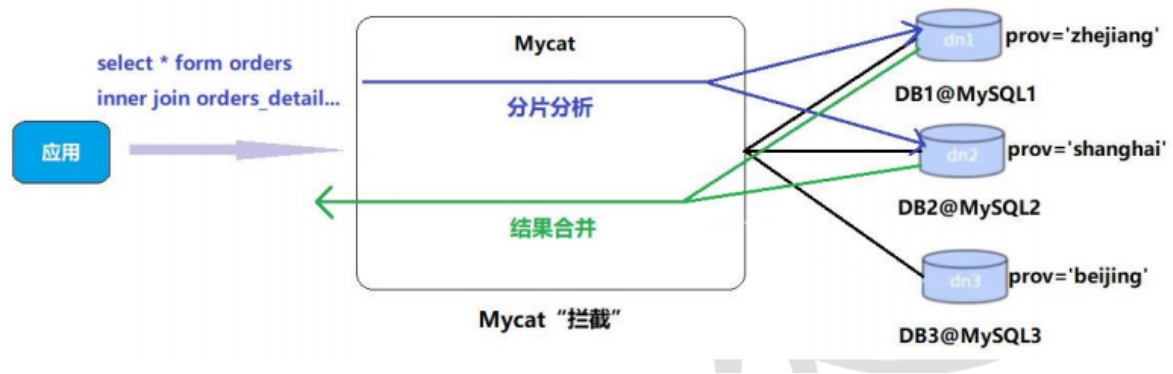 Mycat
select * form orders
inner join orders_detail...
分片分析
应用
结果合并
Mycat“拦截”
dn1
prov='zhejiang'
DB1@MySQL1
dn2
prov='shanghai'
DB2@MySQL2
dn3
prov='beijing'
DB3@MySQL3